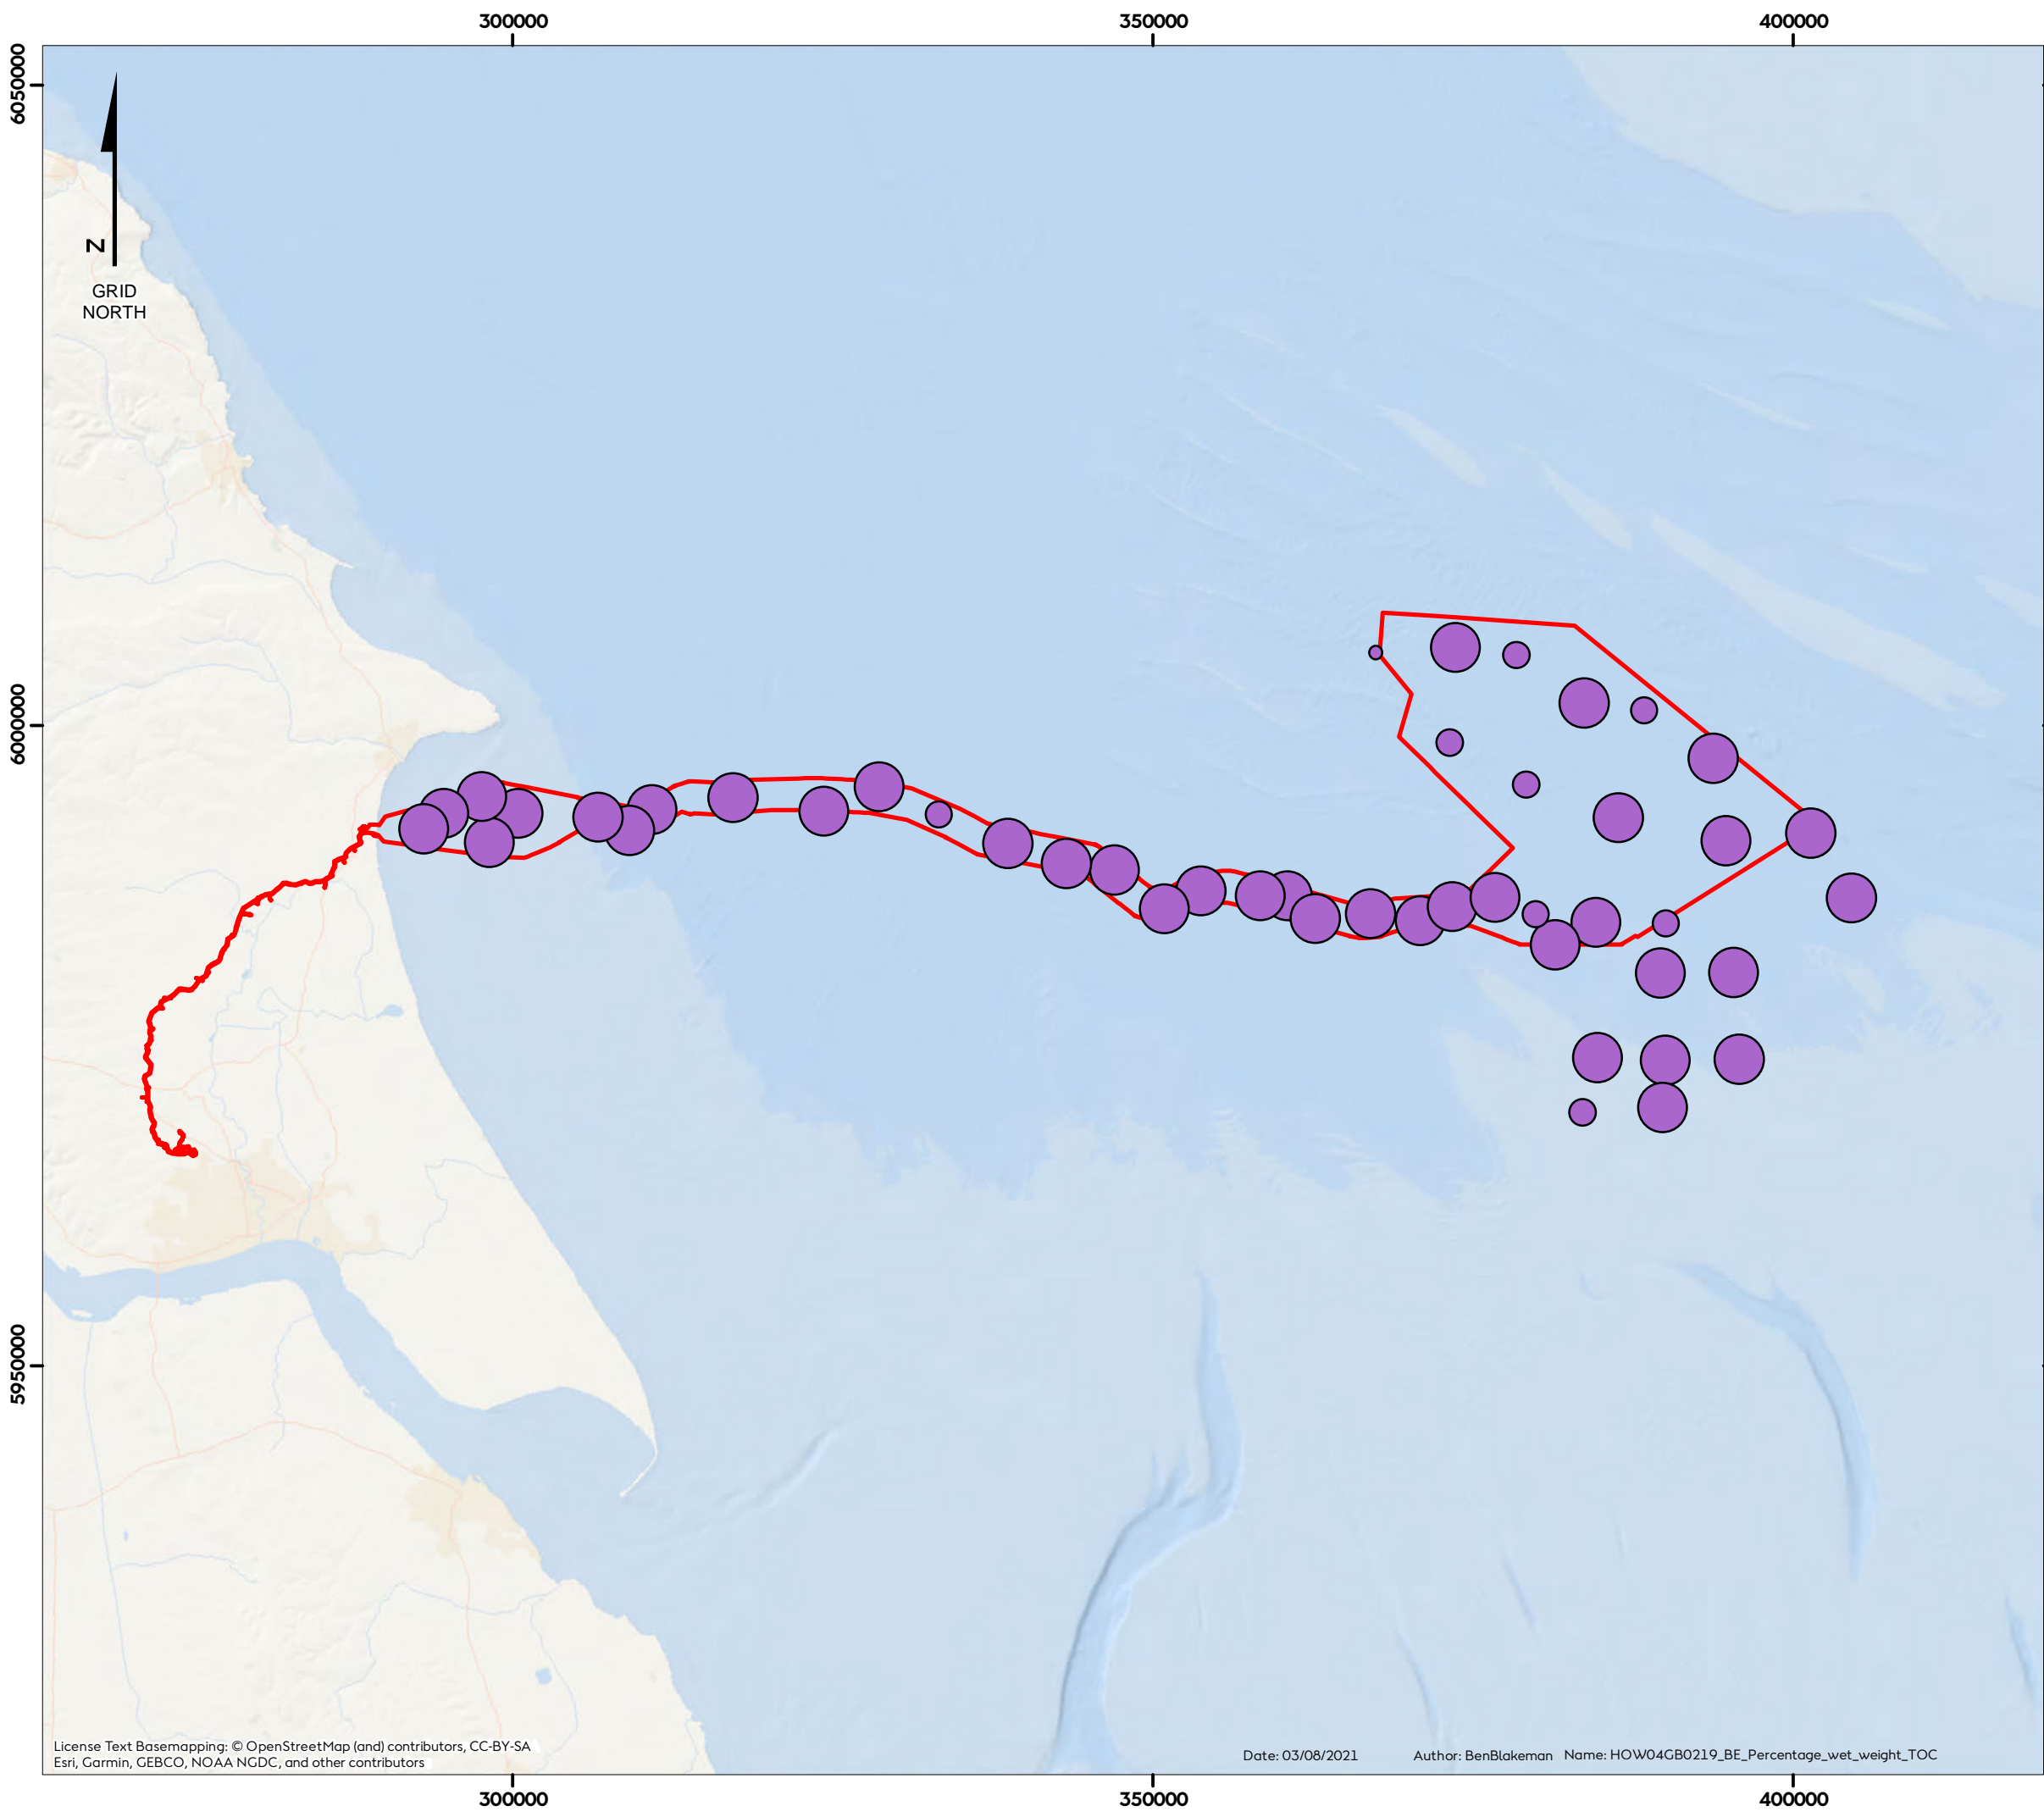 300000 350000 400000
6050000
N
GRID
NORTH
6000000
5950000
License Text Basemapping: © OpenStreetMap (and) contributors, CC-BY-SA
Esri, Garmin, GEBCO, NOAA NGDC, and other contributors
Date: 03/08/2021 Author: BenBlakeman Name: HOW04GB0219_BE_Percentage_wet_weight_TOC
300000 350000 400000